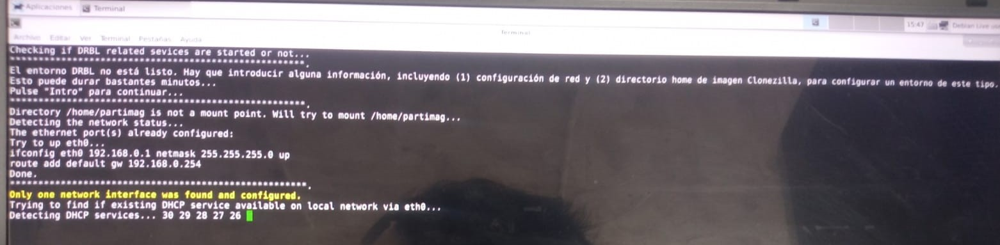 Aplicaciones Terminal
Terminal
15:47 Debian Live
Archivo Editar Ver Terminal Pestañas Ayuda
Checking if DRBL related sevices are started or not...
*****************************************************.
El entorno DRBL no está listo. Hay que introducir alguna información, incluyendo (1) configuración de red y (2) directorio home de imagen Clonezilla, para configurar un entorno de este tipo.
Esto puede durar bastantes minutos...
Pulse "Intro" para continuar...
*****************************************************.
Directory /home/partimag is not a mount point. Will try to mount /home/partimag...
Detecting the network status...
The ethernet port(s) already configured:
Try to up eth0...
ifconfig eth0 192.168.0.1 netmask 255.255.255.0 up
route add default gw 192.168.0.254
Done.
*****************************************************.
Only one network interface was found and configured.
Trying to find if existing DHCP service available on local network via eth0...
Detecting DHCP services... 30 29 28 27 26